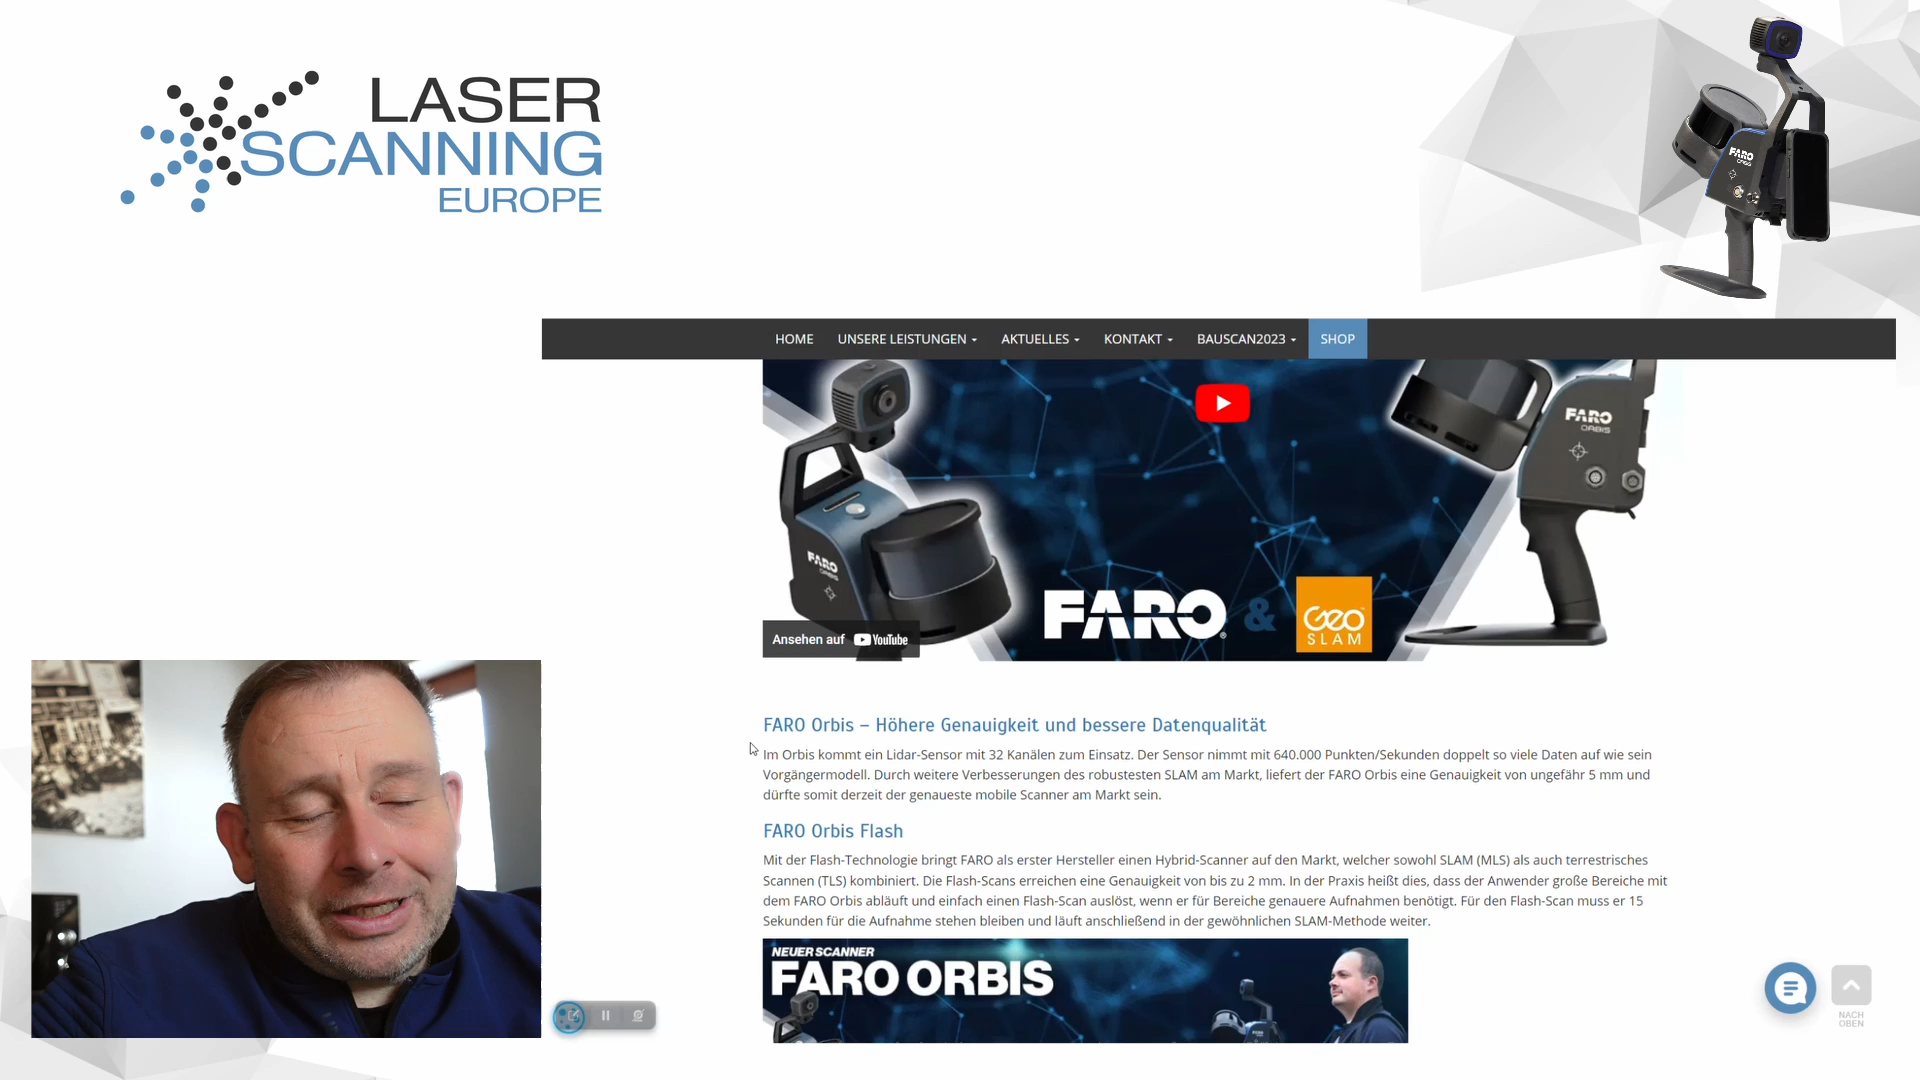 LASER
SCANNING
EUROPE
FARO
ORBIS
HOME UNSERE LEISTUNGEN AKTUELLES KONTAKT BAUSCAN2023 SHOP
FARO
ORBIS
FARO
ORBIS
FARO & GEO SLAM
Ansehen auf YouTube
FARO Orbis – Höhere Genauigkeit und bessere Datenqualität
Im Orbis kommt ein Lidar-Sensor mit 32 Kanälen zum Einsatz. Der Sensor nimmt mit 640.000 Punkten/Sekunden doppelt so viele Daten auf wie sein
Vorgängermodell. Durch weitere Verbesserungen des robustesten SLAM am Markt, liefert der FARO Orbis eine Genauigkeit von ungefähr 5 mm und
dürfte somit derzeit der genaueste mobile Scanner am Markt sein.
FARO Orbis Flash
Mit der Flash-Technologie bringt FARO als erster Hersteller einen Hybrid-Scanner auf den Markt, welcher sowohl SLAM (MLS) als auch terrestrisches
Scannen (TLS) kombiniert. Die Flash-Scans erreichen eine Genauigkeit von bis zu 2 mm. In der Praxis heißt dies, dass der Anwender große Bereiche mit
dem FARO Orbis abläuft und einfach einen Flash-Scan auslöst, wenn er für Bereiche genauere Aufnahmen benötigt. Für den Flash-Scan muss er 15
Sekunden für die Aufnahme stehen bleiben und läuft anschließend in der gewöhnlichen SLAM-Methode weiter.
NEUER SCANNER
FARO ORBIS
NACH
OBEN